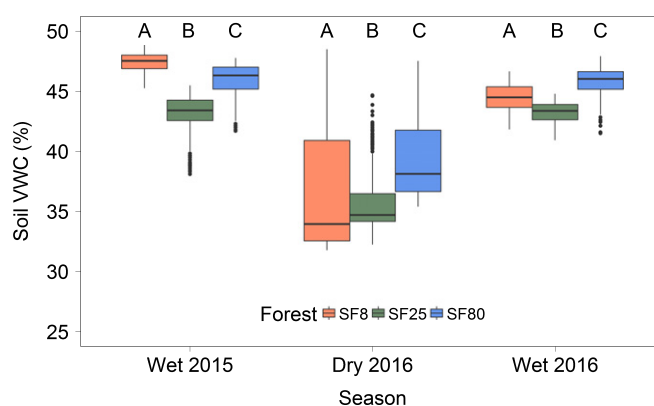 50
A B C
A B C
A B C
45
40
35
30
25
Soil VWC (%)
Forest SF8 SF25 SF80
Wet 2015
Dry 2016
Wet 2016
Season